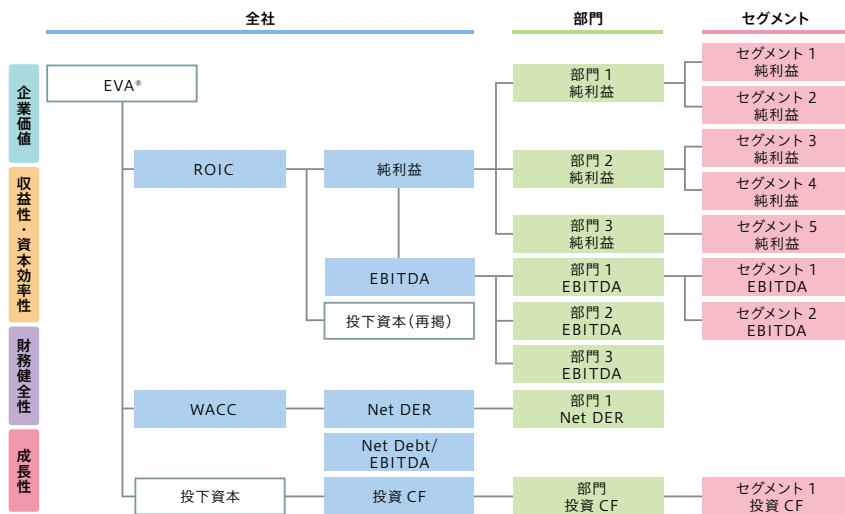 全社
部門
セグメント
企業価値
収益性・資本効率性
財務健全性
成長性
EVA®
ROIC
純利益
EBITDA
投下資本(再掲)
WACC
Net DER
Net Debt/
EBITDA
投下資本
投資 CF
部門 1
純利益
部門 2
純利益
部門 3
純利益
部門 1
EBITDA
部門 2
EBITDA
部門 3
EBITDA
部門 1
Net DER
部門
投資 CF
セグメント 1
純利益
セグメント 2
純利益
セグメント 3
純利益
セグメント 4
純利益
セグメント 5
純利益
セグメント 1
EBITDA
セグメント 2
EBITDA
セグメント 1
投資 CF